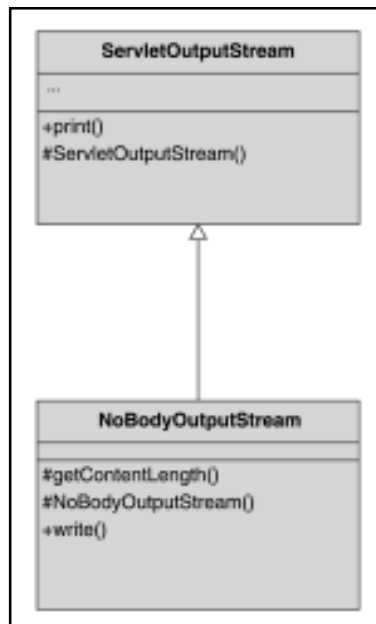 ServletOutputStream
...
+print()
#ServletOutputStream()
NoBodyOutputStream
#getContentLength()
#NoBodyOutputStream()
+write()